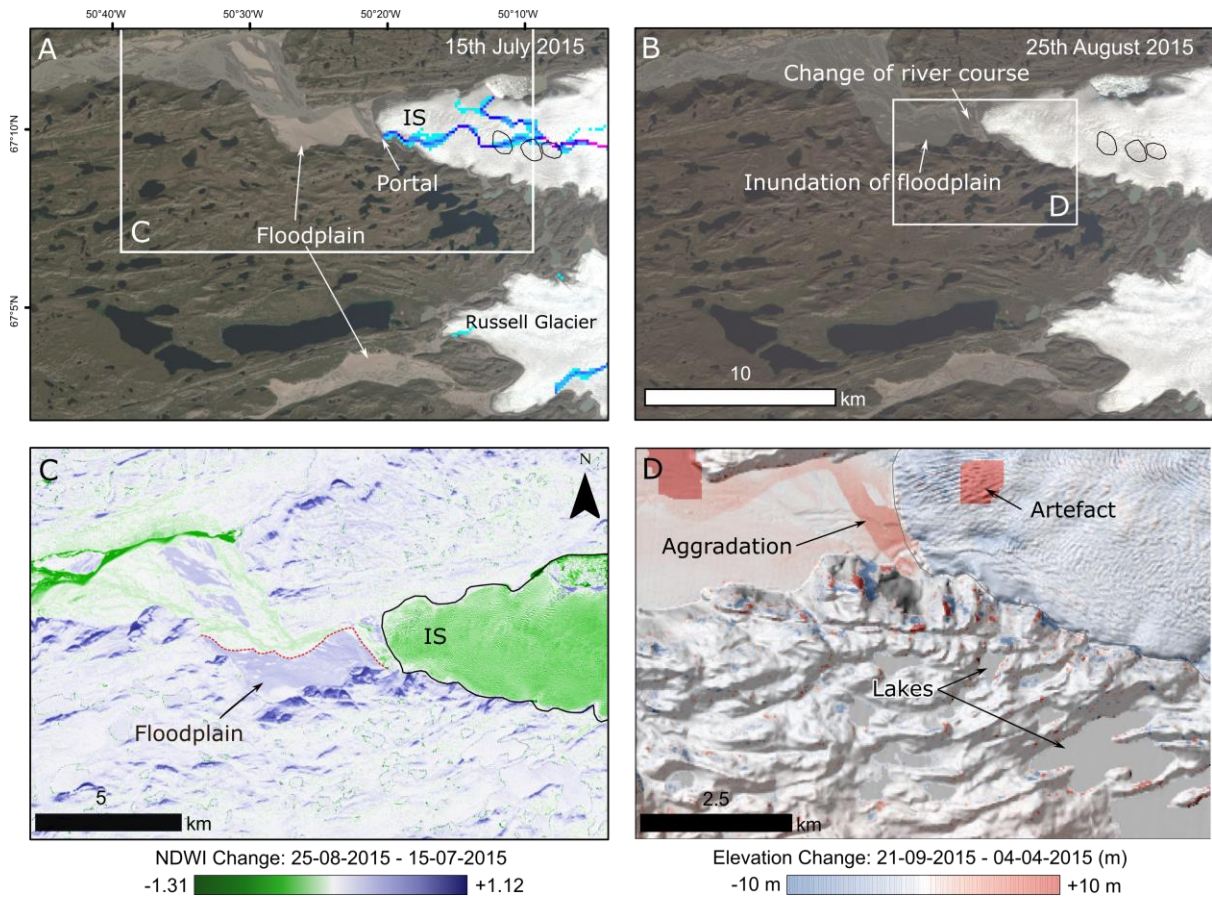 50°40'W
50°30'W
50°20'W
50°10'W
67°10'N
67°5'N
A
15th July 2015
IS
Portal
C
Floodplain
Russell Glacier
B
25th August 2015
Change of river course
Inundation of floodplain
D
10
km
C
N
IS
Floodplain
5
km
NDWI Change: 25-08-2015 - 15-07-2015
-1.31
+1.12
D
Artefact
Aggradation
Lakes
2.5
km
Elevation Change: 21-09-2015 - 04-04-2015 (m)
-10 m
+10 m